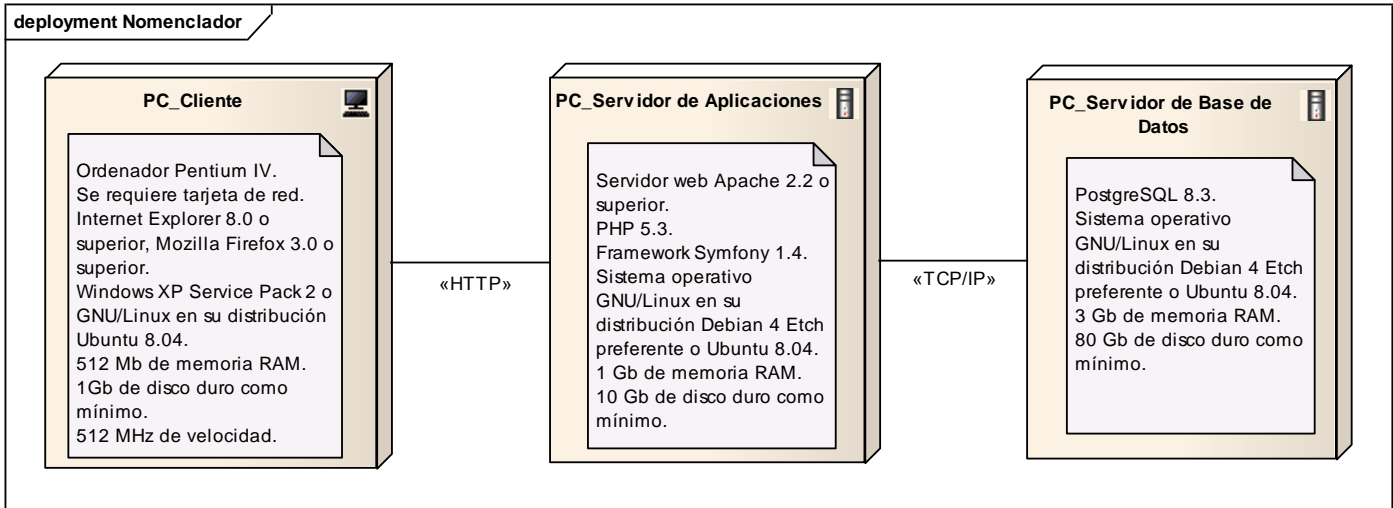 deployment Nomenclador
PC_Cliente
Ordenador Pentium IV.
Se requiere tarjeta de red.
Internet Explorer 8.0 o
superior, Mozilla Firefox 3.0 o
superior.
Windows XP Service Pack 2 o
GNU/Linux en su distribución
Ubuntu 8.04.
512 Mb de memoria RAM.
1Gb de disco duro como
mínimo.
512 MHz de velocidad.
«HTTP»
PC_Servidor de Aplicaciones
Servidor web Apache 2.2 o
superior.
PHP 5.3.
Framework Symfony 1.4.
Sistema operativo
GNU/Linux en su
distribución Debian 4 Etch
preferente o Ubuntu 8.04.
1 Gb de memoria RAM.
10 Gb de disco duro como
mínimo.
«TCP/IP»
PC_Servidor de Base de
Datos
PostgreSQL 8.3.
Sistema operativo
GNU/Linux en su
distribución Debian 4 Etch
preferente o Ubuntu 8.04.
3 Gb de memoria RAM.
80 Gb de disco duro como
mínimo.